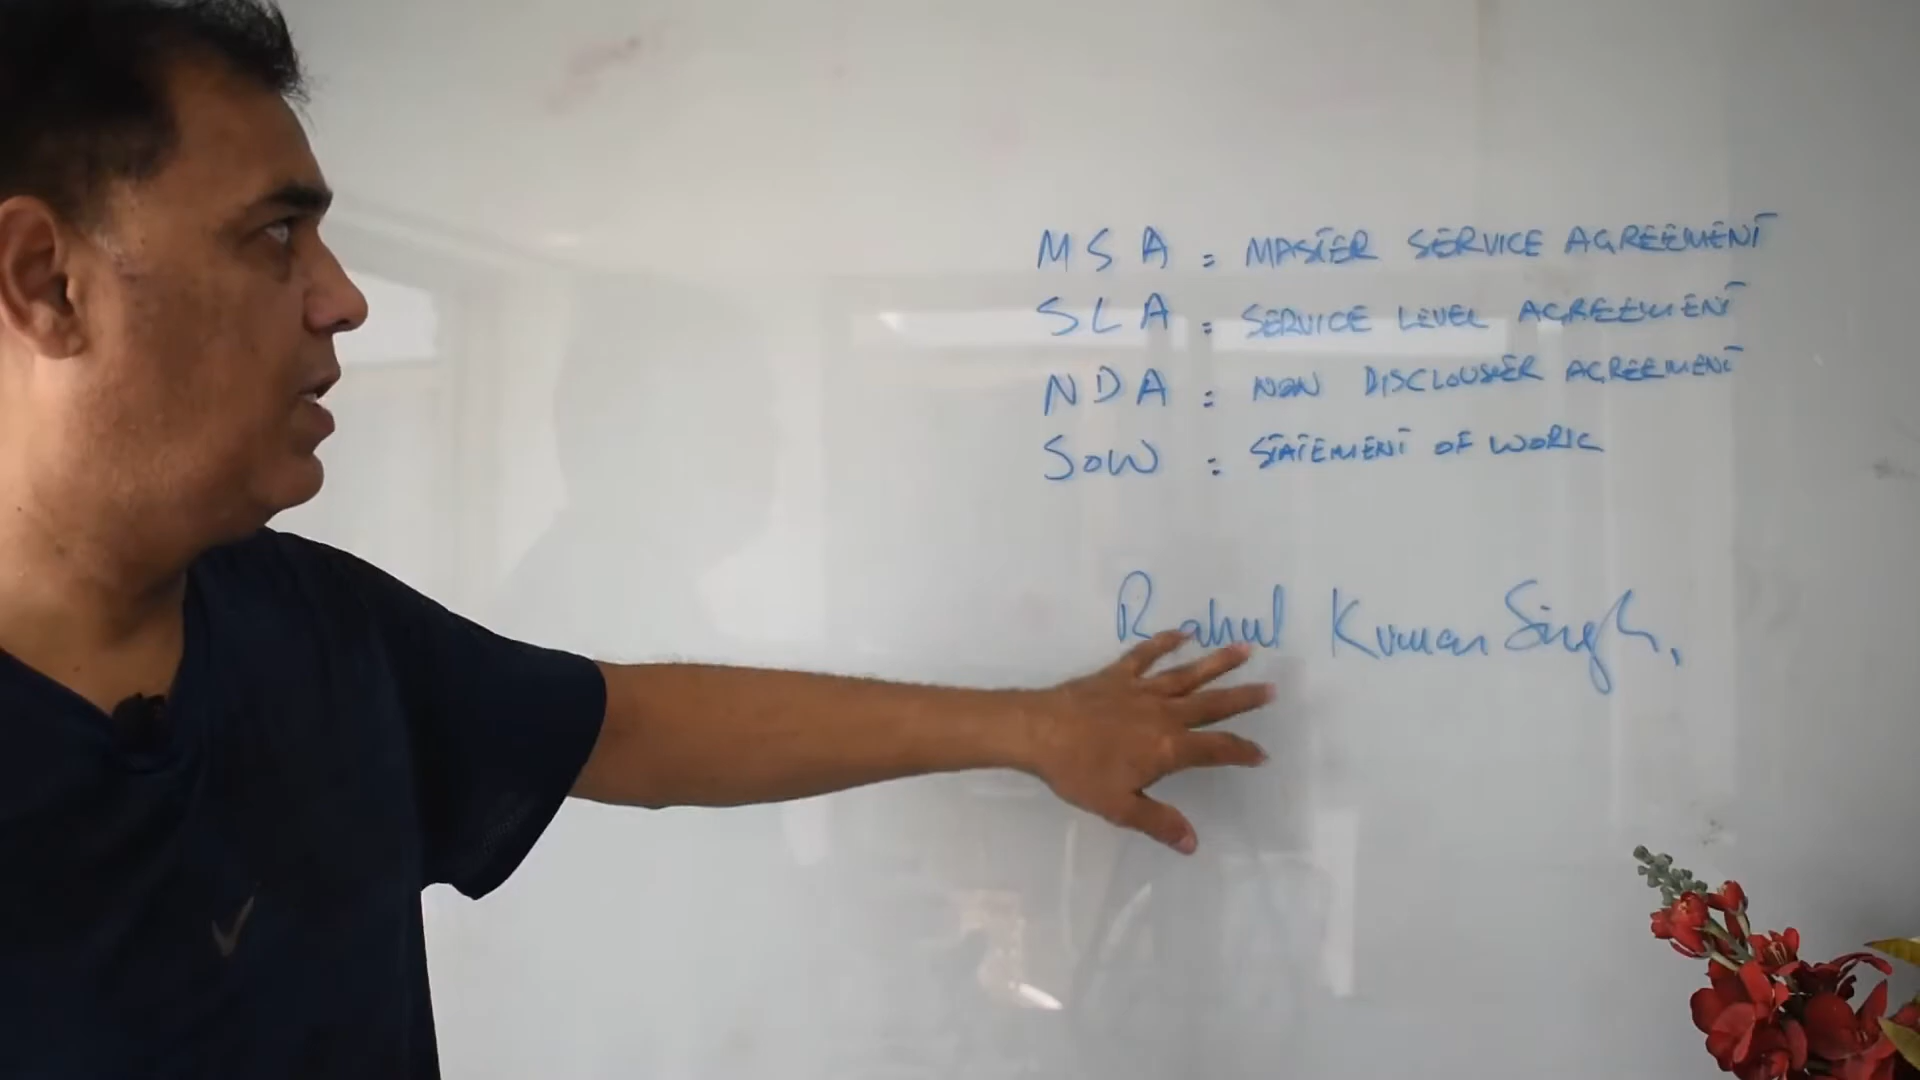 MSA = MASTER SERVICE AGREEMENT
SLA = SERVICE LEVEL AGREEMENT
NDA = NON DISCLOUSER AGREEMENT
SOW = STATEMENT OF WORK
Rahul Kumar Singh.